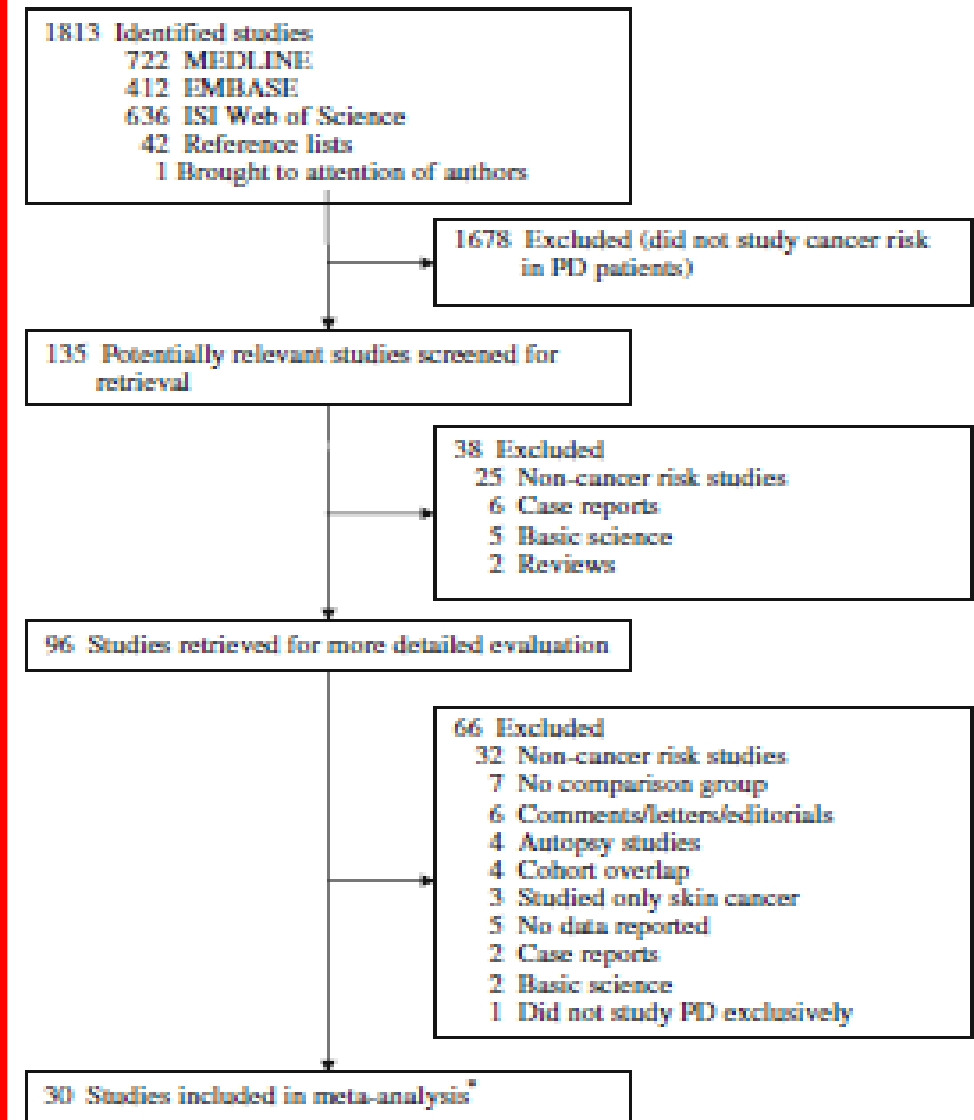 1813 Identified studies
722 MEDLINE
412 EMBASE
636 ISI Web of Science
42 Reference lists
1 Brought to attention of authors
1678 Excluded (did not study cancer risk
in PD patients)
135 Potentially relevant studies screened for
retrieval
38 Excluded
25 Non-cancer risk studies
6 Case reports
5 Basic science
2 Reviews
96 Studies retrieved for more detailed evaluation
66 Excluded
32 Non-cancer risk studies
7 No comparison group
6 Comments/letters/editorials
4 Autopsy studies
4 Cohort overlap
3 Studied only skin cancer
5 No data reported
2 Case reports
2 Basic science
1 Did not study PD exclusively
30 Studies included in meta-analysis*